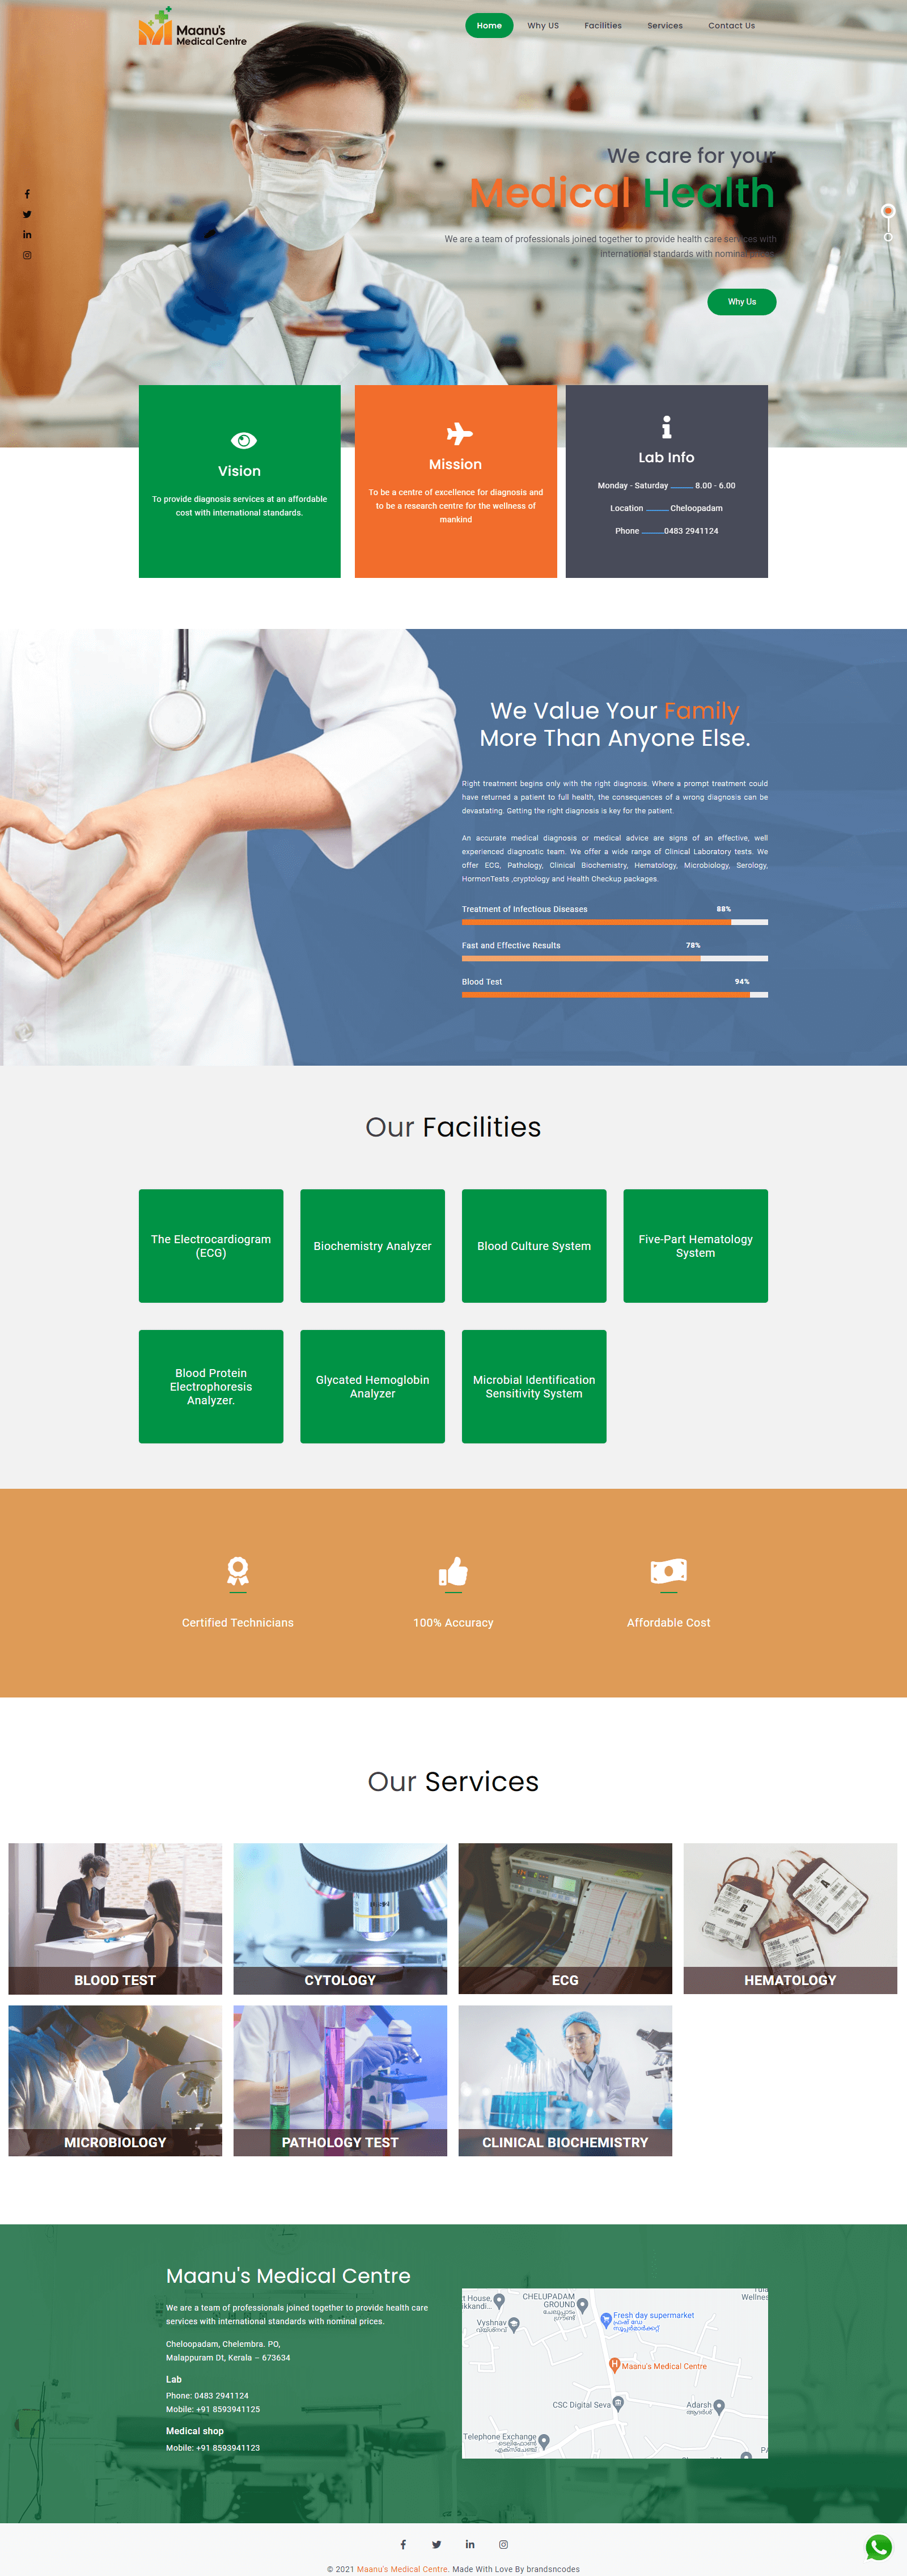 Maanu's
Medical Centre
Home Why US Facilities Services Contact Us
We care for your
Medical Health
We are a team of professionals joined together to provide health care services with
international standards with nominal
Why Us
Vision
To provide diagnosis services at an affordable
cost with international standards.
Mission
To be a centre of excellence for diagnosis and
to be a research centre for the wellness of
mankind
Lab Info
Monday - Saturday 8.00 - 6.00
Location Cheloopadam
Phone 0483 2941124
We Value Your Family
More Than Anyone Else.
Right treatment begins only with the right diagnosis. Where a prompt treatment could
have returned a patient to full health, the consequences of a wrong diagnosis can be
devastating. Getting the right diagnosis is key for the patient.
An accurate medical diagnosis or medical advice are signs of an effective, well
experienced diagnostic team. We offer a wide range of Clinical Laboratory tests. We
offer ECG, Pathology, Clinical Biochemistry, Hematology, Microbiology, Serology,
HormonTests ,cryptology and Health Checkup packages.
Treatment of Infectious Diseases 88%
Fast and Effective Results 78%
Blood Test 94%
Our Facilities
The Electrocardiogram
(ECG)
Biochemistry Analyzer
Blood Culture System
Five-Part Hematology
System
Blood Protein
Electrophoresis
Analyzer.
Glycated Hemoglobin
Analyzer
Microbial Identification
Sensitivity System
Certified Technicians
100% Accuracy
Affordable Cost
Our Services
BLOOD TEST
CYTOLOGY
ECG
B
A
HEMATOLOGY
MICROBIOLOGY
PATHOLOGY TEST
CLINICAL BIOCHEMISTRY
Maanu's Medical Centre
We are a team of professionals joined together to provide health care
services with international standards with nominal prices.
Cheloopadam, Chelembra. PO,
Malappuram Dt, Kerala – 673634
Lab
Phone: 0483 2941124
Mobile: +91 8593941125
Medical shop
Mobile: +91 8593941123
t House,
ikkandi...
CHELUPADAM
GROUND
ചേലുപ്പാടം
ഗ്രൗണ്ട്
Wellnes
Vyshnav
വൈശ്നവ്
Fresh day supermarket
ഫ്രഷ് ഡേ
സൂപ്പർമാർക്കറ്റ്
Maanu's Medical Centre
CSC Digital Seva
Adarsh
ആദർശ്
Telephone Exchange
ടെലിഫോൺ
എക്സ്ചേഞ്ച്
© 2021 Maanu's Medical Centre. Made With Love By brandsncodes